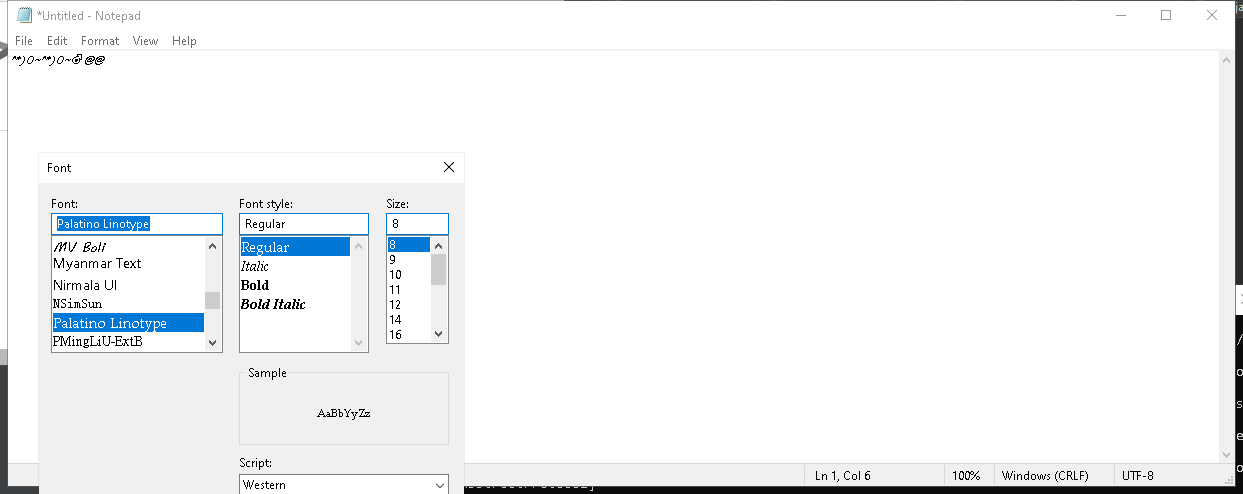 *Untitled - Notepad
File Edit Format View Help
Font
Font: Font style: Size:
Palatino Linotype Regular 8
MV Boli
Myanmar Text
Nirmala UI
NSimSun
Palatino Linotype
PMingLiU-ExtB
Regular
Italic
Bold
Bold Italic
8
9
10
11
12
14
16
Sample
AaBbYyZz
Script:
Western
Ln 1, Col 6 100% Windows (CRLF) UTF-8